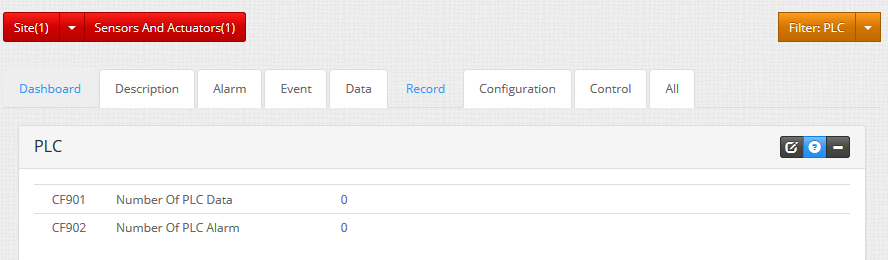 Site(1) Sensors And Actuators(1) Filter: PLC
Dashboard Description Alarm Event Data Record Configuration Control All
PLC
CF901 Number Of PLC Data 0
CF902 Number Of PLC Alarm 0